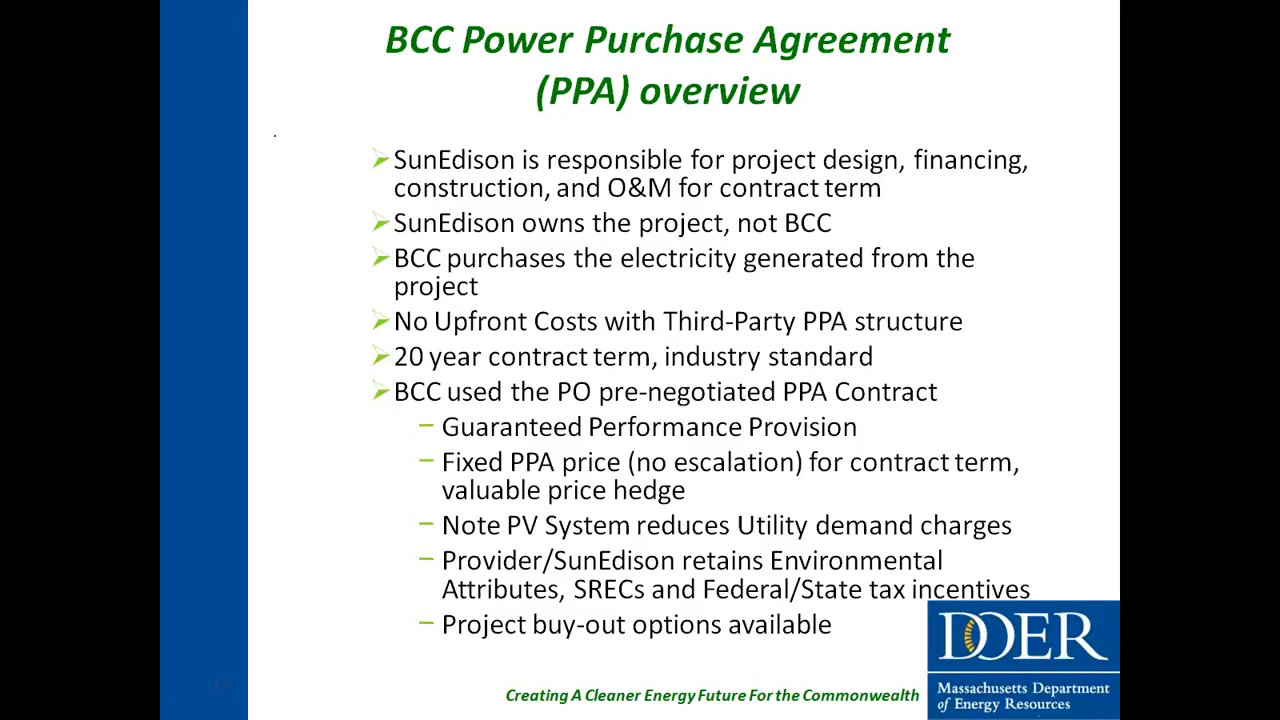 BCC Power Purchase Agreement
(PPA) overview
SunEdison is responsible for project design, financing,
construction, and O&M for contract term
SunEdison owns the project, not BCC
BCC purchases the electricity generated from the
project
No Upfront Costs with Third-Party PPA structure
20 year contract term, industry standard
BCC used the PO pre-negotiated PPA Contract
– Guaranteed Performance Provision
– Fixed PPA price (no escalation) for contract term,
valuable price hedge
– Note PV System reduces Utility demand charges
– Provider/SunEdison retains Environmental
Attributes, SRECs and Federal/State tax incentives
– Project buy-out options available
Creating A Cleaner Energy Future For the Commonwealth
DOER
Massachusetts Department
of Energy Resources